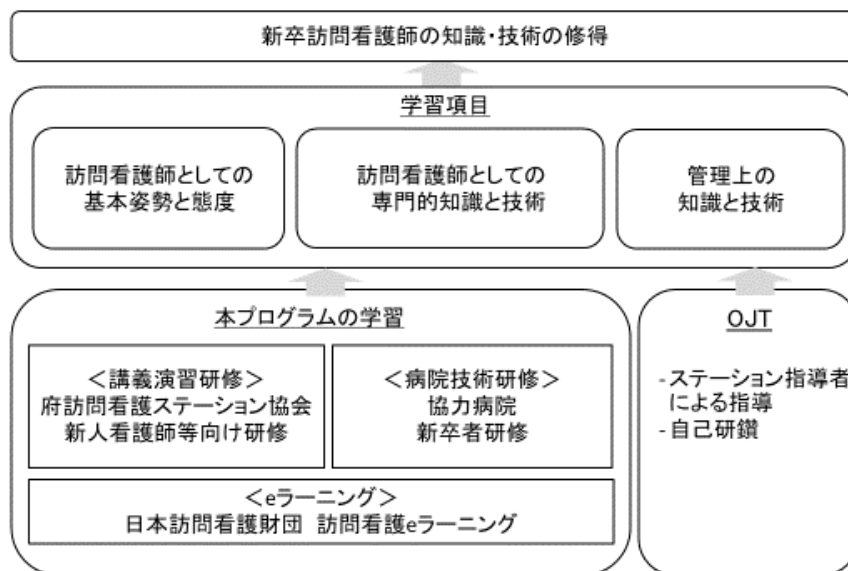 新卒訪問看護師の知識・技術の修得
学習項目
訪問看護師としての
基本姿勢と態度
訪問看護師としての
専門的知識と技術
管理上の
知識と技術
本プログラムの学習
<講義演習研修>
府訪問看護ステーション協会
新人看護師等向け研修
<病院技術研修>
協力病院
新卒者研修
<eラーニング>
日本訪問看護財団 訪問看護eラーニング
OJT
- ステーション指導者
による指導
- 自己研鑽